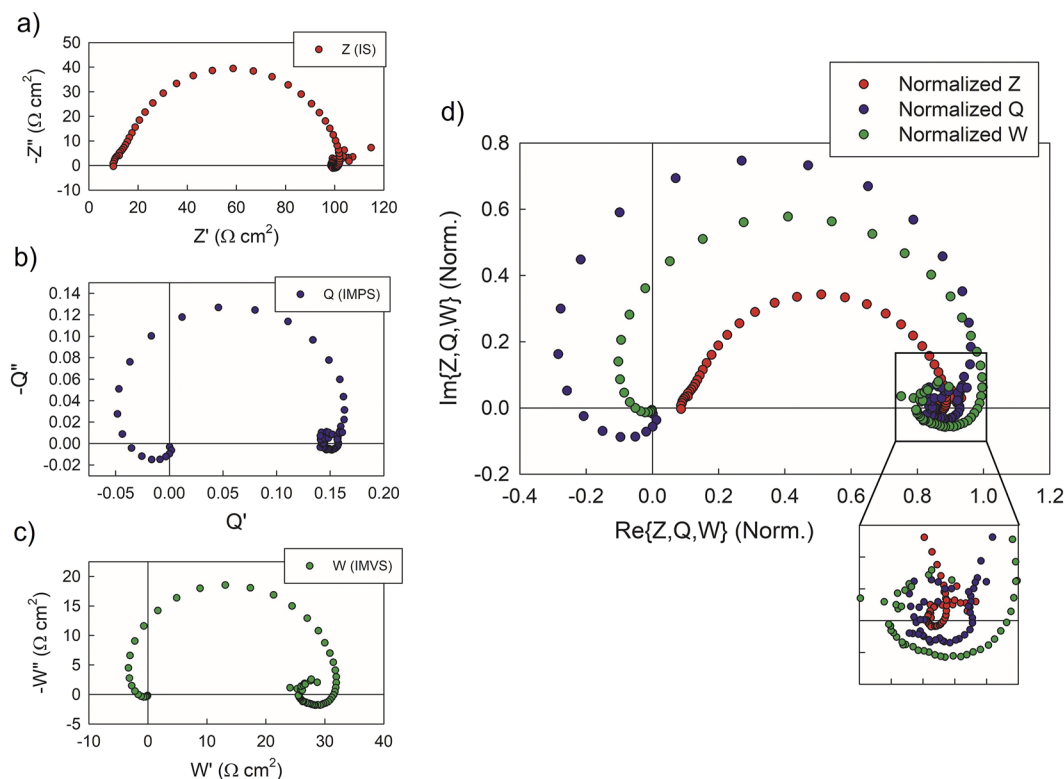 a)
Z (IS)
50
40
30
20
10
0
-10
-Z" (Ω cm²)
0 20 40 60 80 100 120
Z' (Ω cm²)
b)
Q (IMPS)
0.14
0.12
0.10
0.08
0.06
0.04
0.02
0.00
-0.02
-Q"
-0.05 0.00 0.05 0.10 0.15 0.20
Q'
c)
W (IMVS)
20
15
10
5
0
-5
-W" (Ω cm²)
-10 0 10 20 30 40
W' (Ω cm²)
d)
Normalized Z
Normalized Q
Normalized W
0.8
0.6
0.4
0.2
0.0
-0.2
Im{Z,Q,W} (Norm.)
-0.4 -0.2 0.0 0.2 0.4 0.6 0.8 1.0 1.2
Re{Z,Q,W} (Norm.)